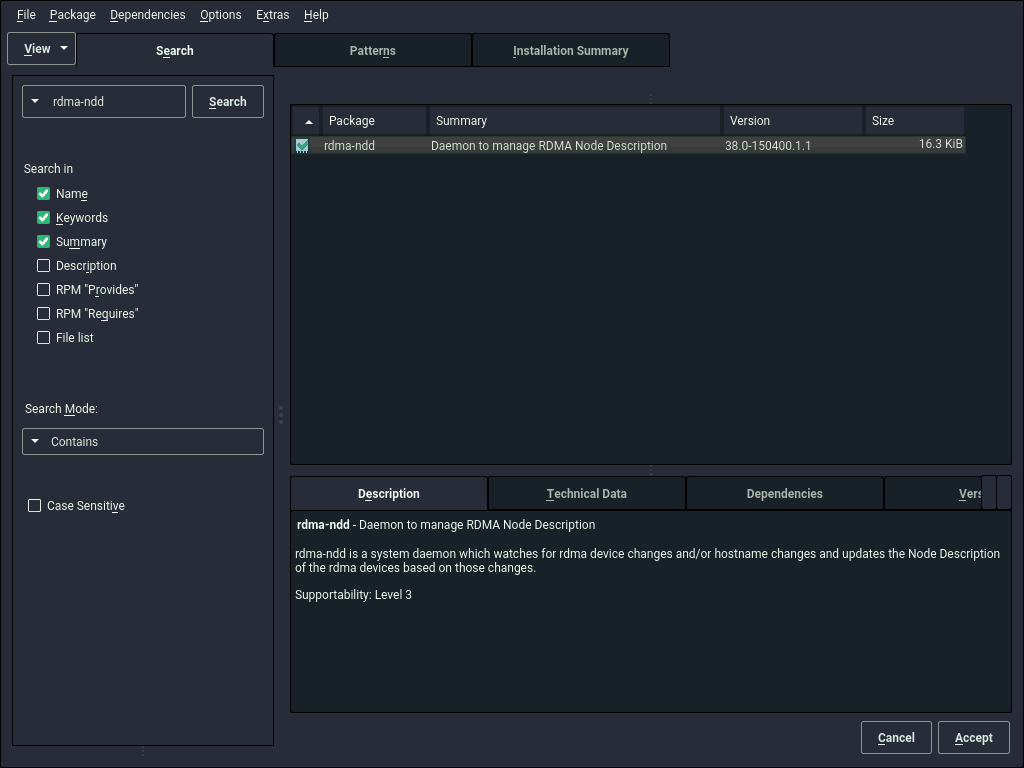 File Package Dependencies Options Extras Help
View Search Patterns Installation Summary
rdma-ndd Search
Package Summary Version Size
rdma-ndd Daemon to manage RDMA Node Description 38.0-150400.1.1 16.3 KiB
Search in
Name
Keywords
Summary
Description
RPM "Provides"
RPM "Requires"
File list
Search Mode:
Contains
Case Sensitive
Description Technical Data Dependencies Vers
rdma-ndd - Daemon to manage RDMA Node Description
rdma-ndd is a system daemon which watches for rdma device changes and/or hostname changes and updates the Node Description
of the rdma devices based on those changes.
Supportability: Level 3
Cancel Accept